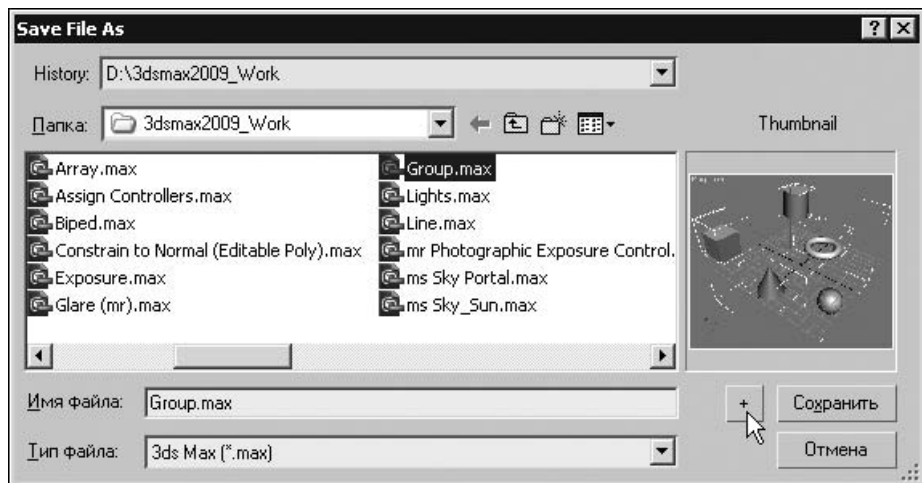 Save File As
History: D:\3dsmax2009_Work
Папка: 3dsmax2009_Work
Thumbnail
Array.max
Assign Controllers.max
Biped.max
Constrain to Normal (Editable Poly).max
Exposure.max
Glare (mr).max
Group.max
Lights.max
Line.max
mr Photographic Exposure Control.
ms Sky Portal.max
ms Sky_Sun.max
Имя файла: Group.max
+ Сохранить
Тип файла: 3ds Max (*.max)
Отмена